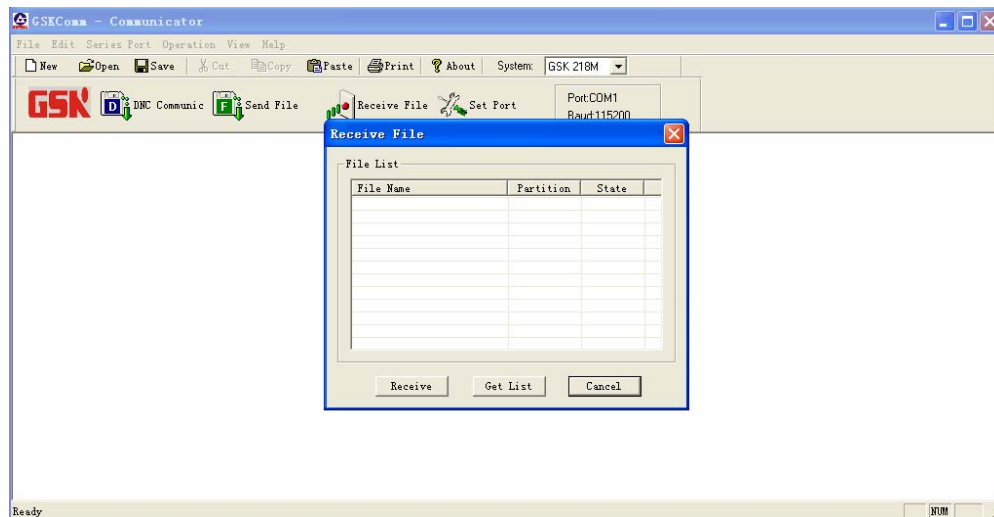 GSKComm - Communicator
File Edit Series Port Operation View Help
New Open Save Cut Copy Paste Print About System: GSK 218M
GSK D DNC Communic F Send File Receive File Set Port Port:COM1
Baud:115200
Receive File
File List
File Name Partition State
Receive Get List Cancel
Ready NUM